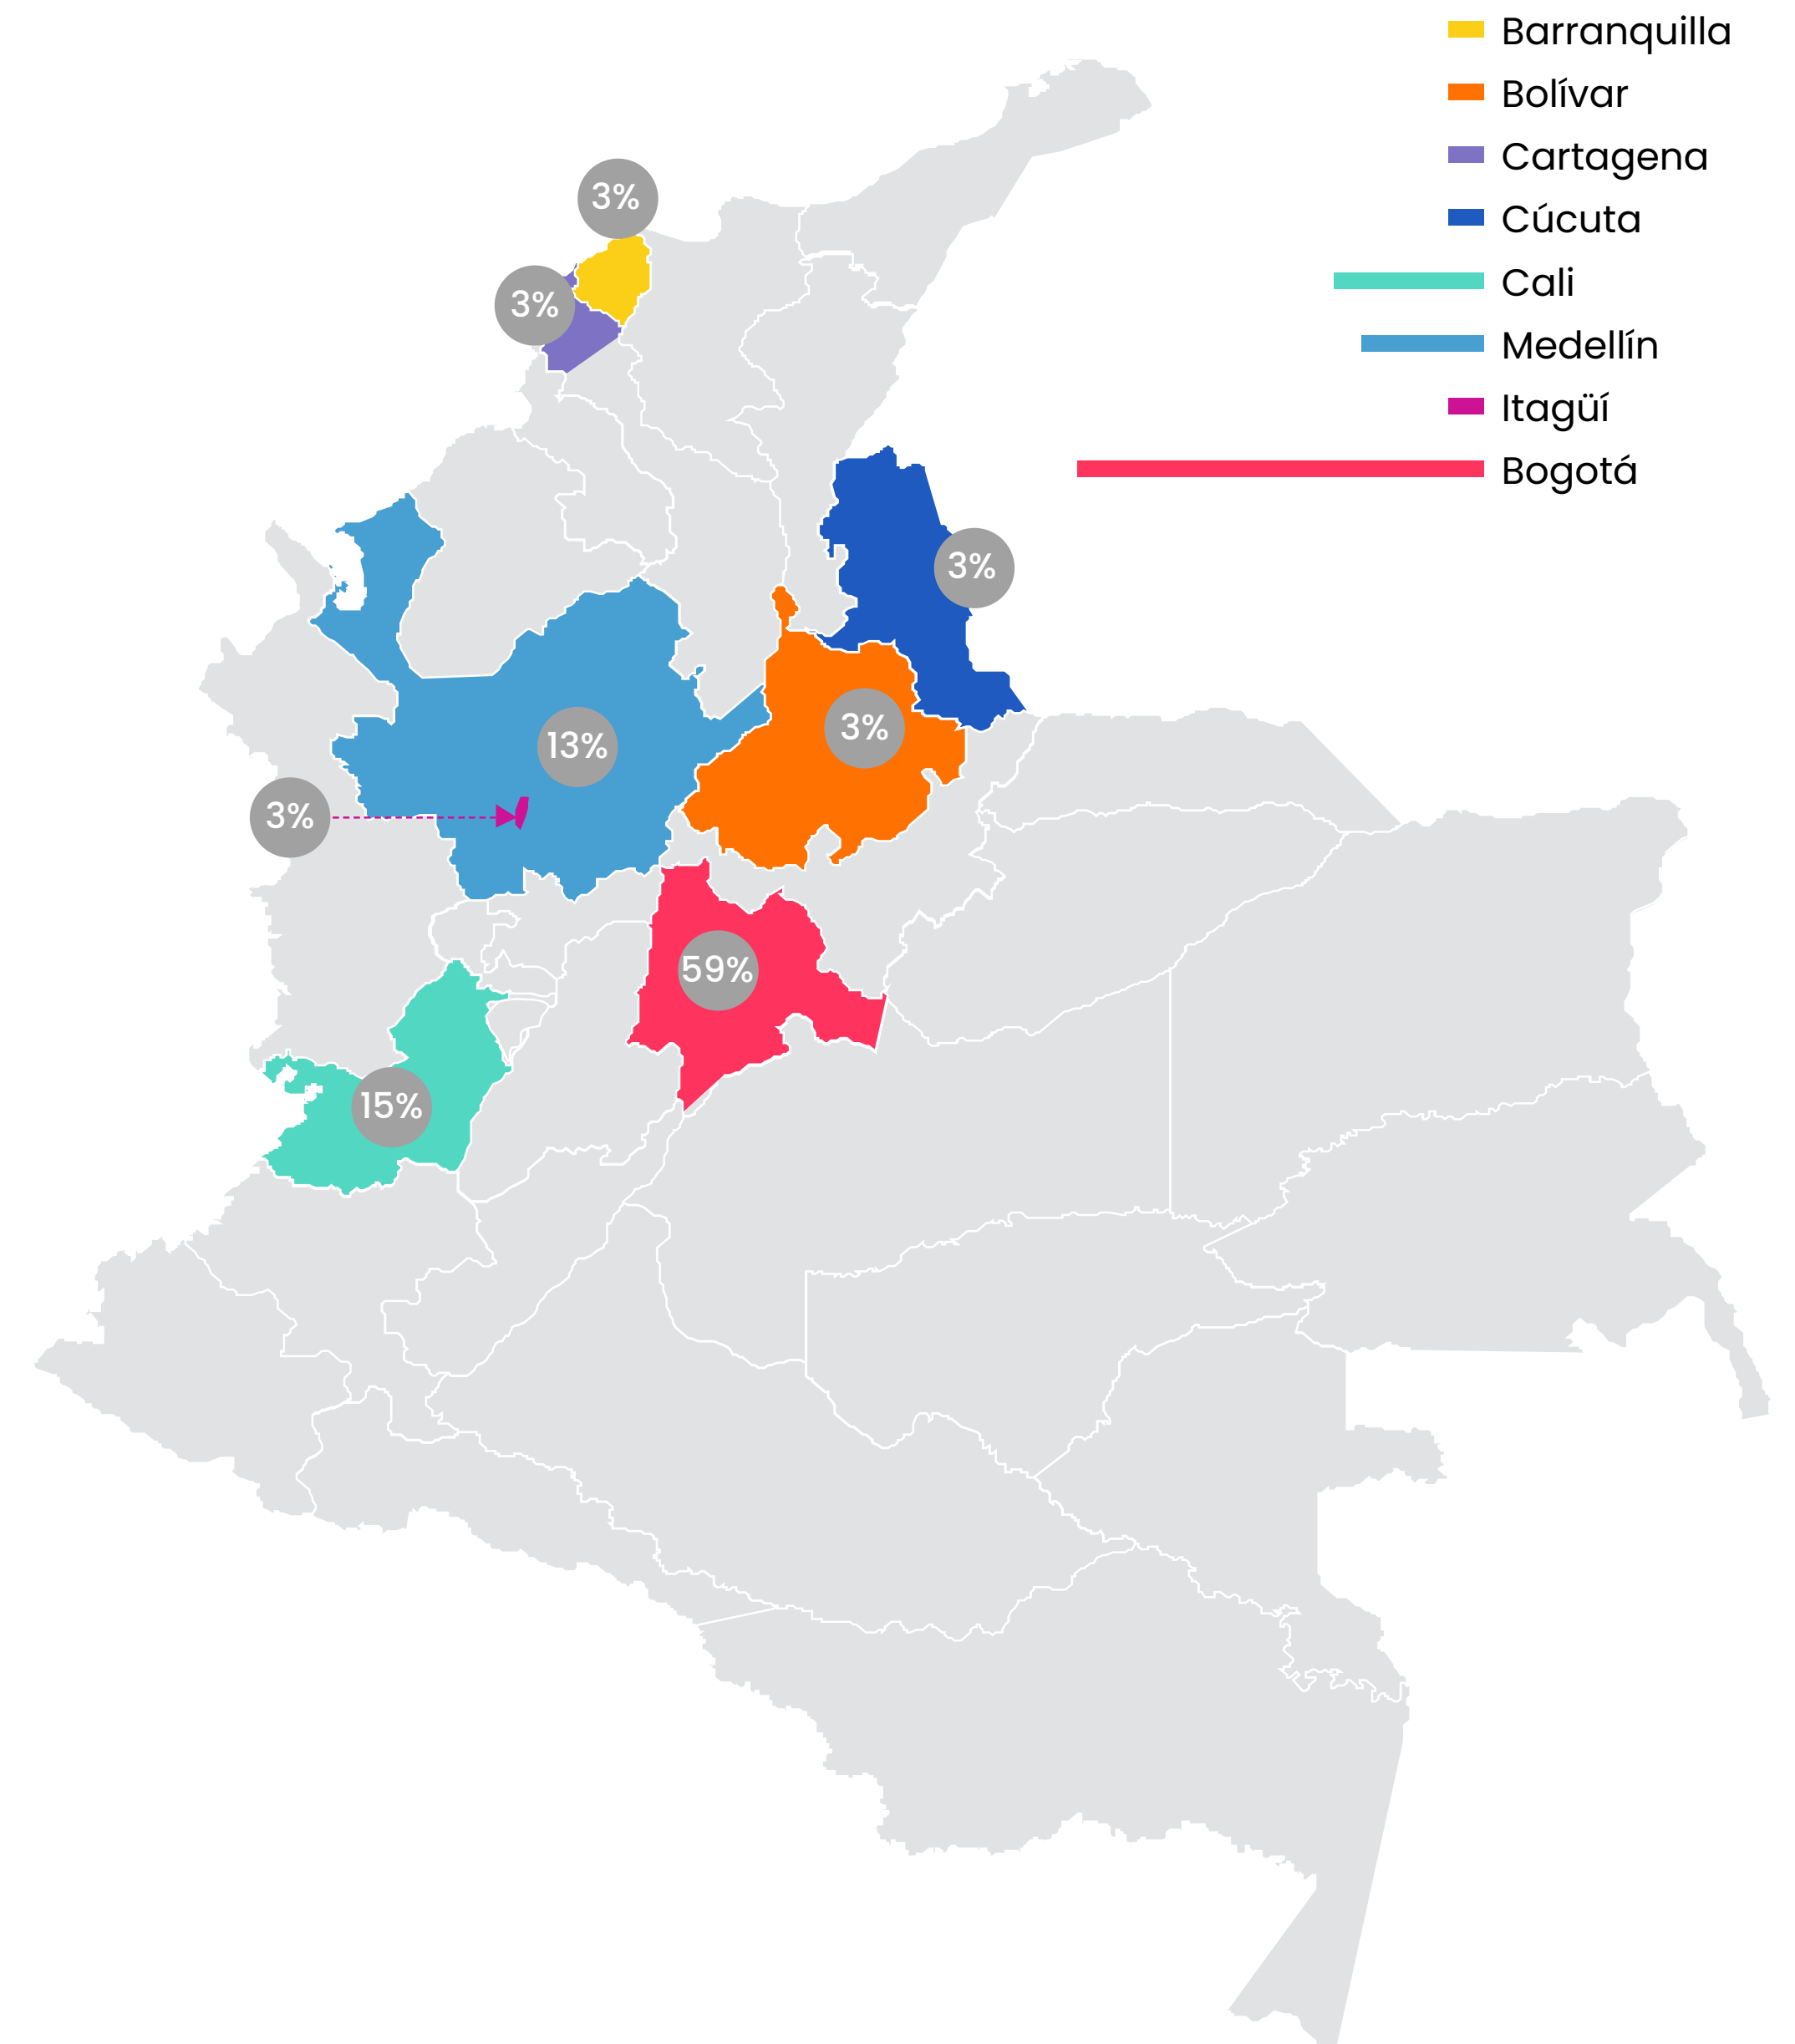 Barranquilla
Bolívar
Cartagena
Cúcuta
Cali
Medellín
Itagüí
Bogotá
3%
3%
3%
3%
13%
3%
59%
15%